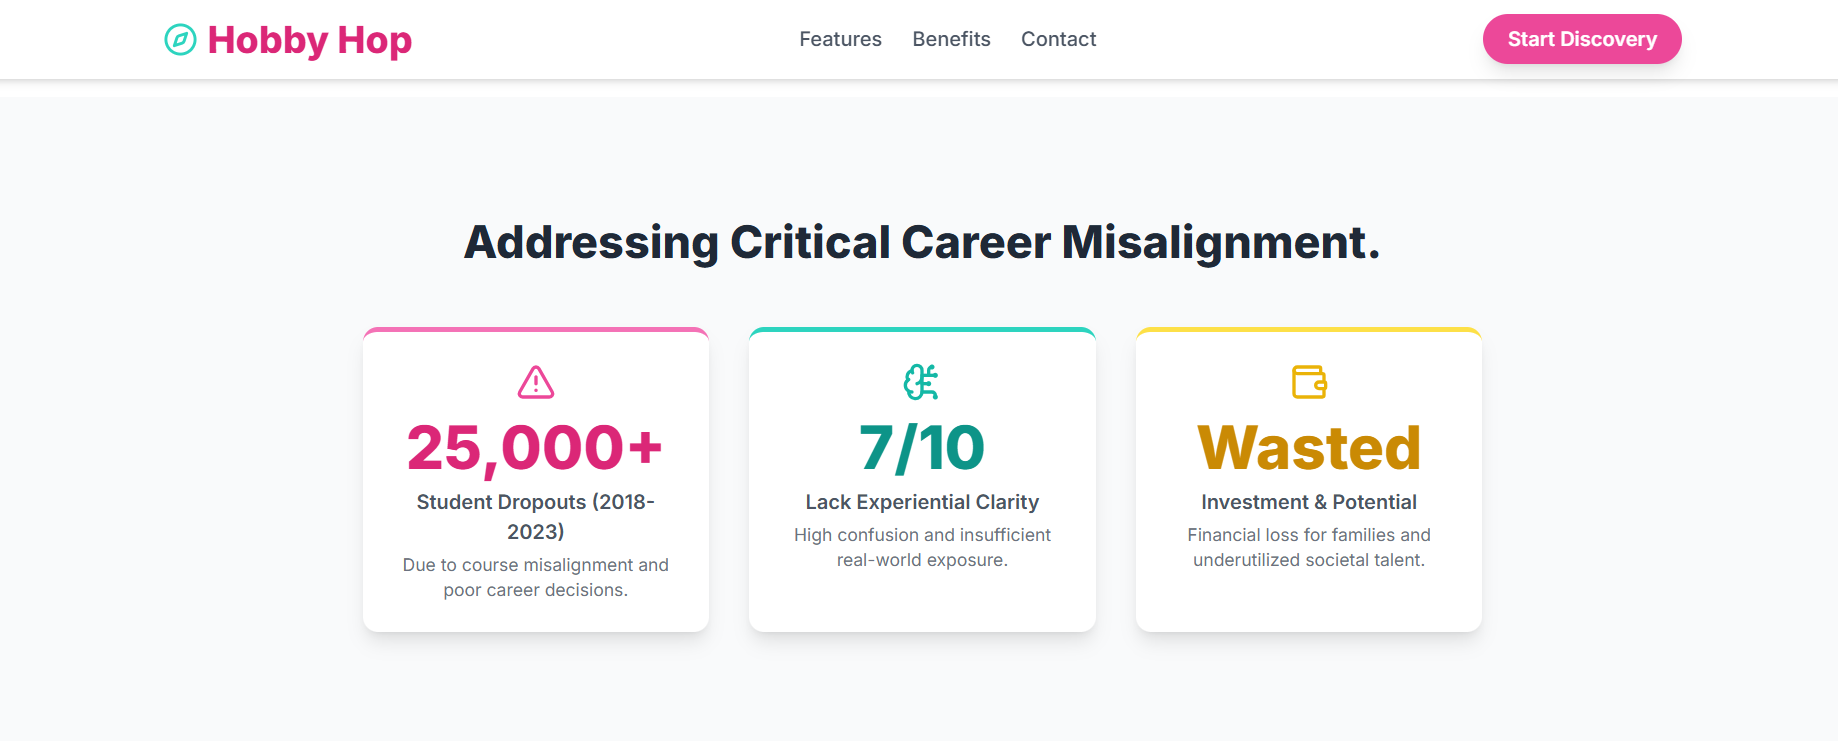 Hobby Hop
Features
Benefits
Contact
Start Discovery
Addressing Critical Career Misalignment.
25,000+
Student Dropouts (2018-
2023)
Due to course misalignment and
poor career decisions.
7/10
Lack Experiential Clarity
High confusion and insufficient
real-world exposure.
Wasted
Investment & Potential
Financial loss for families and
underutilized societal talent.